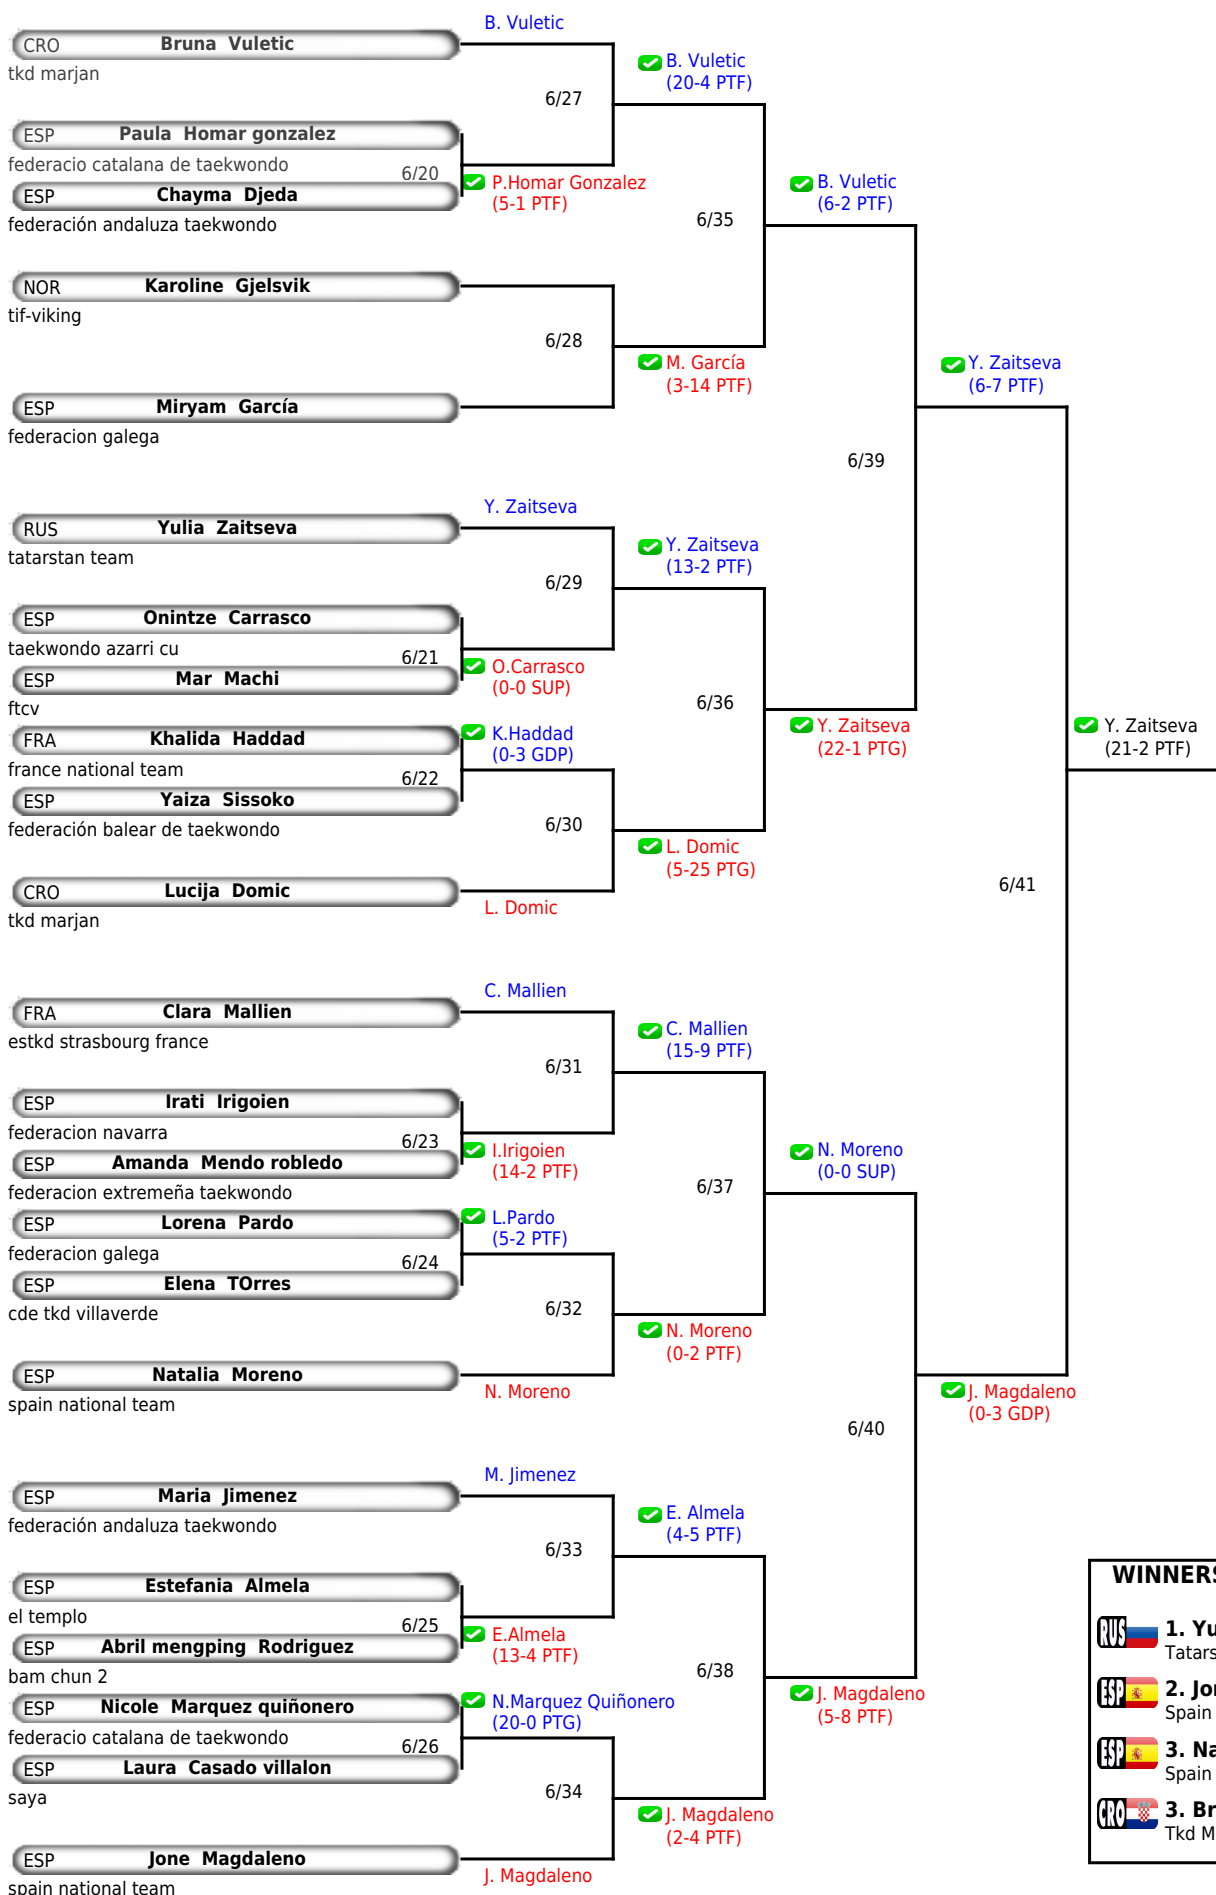 B. Vuletic
CRO Bruna Vuletic
tkd marjan
B. Vuletic
(20-4 PTF)
6/27
ESP Paula Homar gonzalez
federacio catalana de taekwondo
6/20
P.Homar Gonzalez
(5-1 PTF)
ESP Chayma Djeda
federación andaluza taekwondo
B. Vuletic
(6-2 PTF)
6/35
NOR Karoline Gjelsvik
tif-viking
6/28
M. García
(3-14 PTF)
ESP Miryam García
federacion galega
Y. Zaitseva
(6-7 PTF)
6/39
Y. Zaitseva
RUS Yulia Zaitseva
tatarstan team
Y. Zaitseva
(13-2 PTF)
6/29
ESP Onintze Carrasco
taekwondo azarri cu
6/21
O.Carrasco
(0-0 SUP)
ESP Mar Machi
ftcv
6/36
FRA Khalida Haddad
france national team
K.Haddad
(0-3 GDP)
6/22
ESP Yaiza Sissoko
federación balear de taekwondo
Y. Zaitseva
(22-1 PTG)
Y. Zaitseva
(21-2 PTF)
6/30
L. Domic
(5-25 PTG)
CRO Lucija Domic
tkd marjan
L. Domic
6/41
C. Mallien
FRA Clara Mallien
estkd strasbourg france
C. Mallien
(15-9 PTF)
6/31
ESP Irati Irigoien
federacion navarra
6/23
I.Irigoien
(14-2 PTF)
ESP Amanda Mendo robledo
federacion extremeña taekwondo
N. Moreno
(0-0 SUP)
6/37
ESP Lorena Pardo
federacion galega
L.Pardo
(5-2 PTF)
6/24
ESP Elena TOrres
cde tkd villaverde
6/32
N. Moreno
(0-2 PTF)
ESP Natalia Moreno
spain national team
N. Moreno
J. Magdaleno
(0-3 GDP)
6/40
M. Jimenez
ESP Maria Jimenez
federación andaluza taekwondo
E. Almela
(4-5 PTF)
6/33
ESP Estefania Almela
el templo
6/25
E.Almela
(13-4 PTF)
ESP Abril mengping Rodriguez
bam chun 2
6/38
ESP Nicole Marquez quiñonero
federacio catalana de taekwondo
N.Marquez Quiñonero
(20-0 PTG)
6/26
ESP Laura Casado villalon
saya
J. Magdaleno
(5-8 PTF)
6/34
J. Magdaleno
(2-4 PTF)
ESP Jone Magdaleno
spain national team
J. Magdaleno
WINNERS
RUS 1. Yu
Tatars
ESP 2. Jo
Spain
ESP 3. Na
Spain
CRO 3. Br
Tkd M